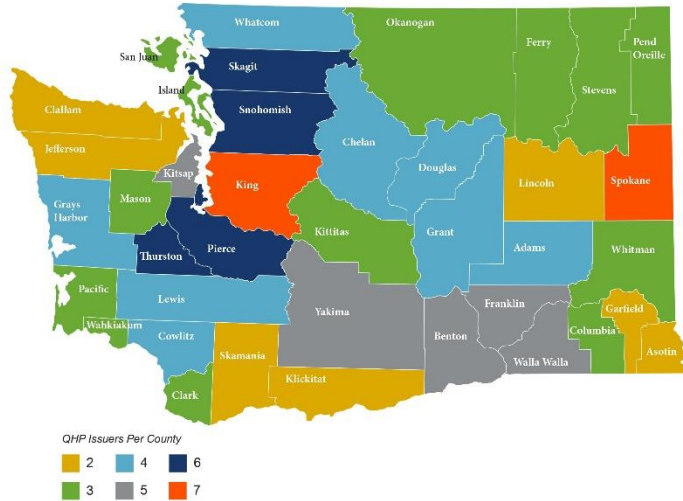 Whatcom
Okanogan
Ferry
Pend
Oreille
San Juan
Skagit
Stevens
Island
Snohomish
Clallam
Chelan
Douglas
Jefferson
Kitsap
King
Lincoln
Spokane
Mason
Grays
Harbor
Kittitas
Grant
Adams
Whitman
Thurston
Pierce
Pacific
Lewis
Yakima
Franklin
Garfield
Wahkiakum
Cowlitz
Benton
Columbia
Skamania
Walla Walla
Asotin
Klickitat
Clark
QHP Issuers Per County
2 4 6
3 5 7